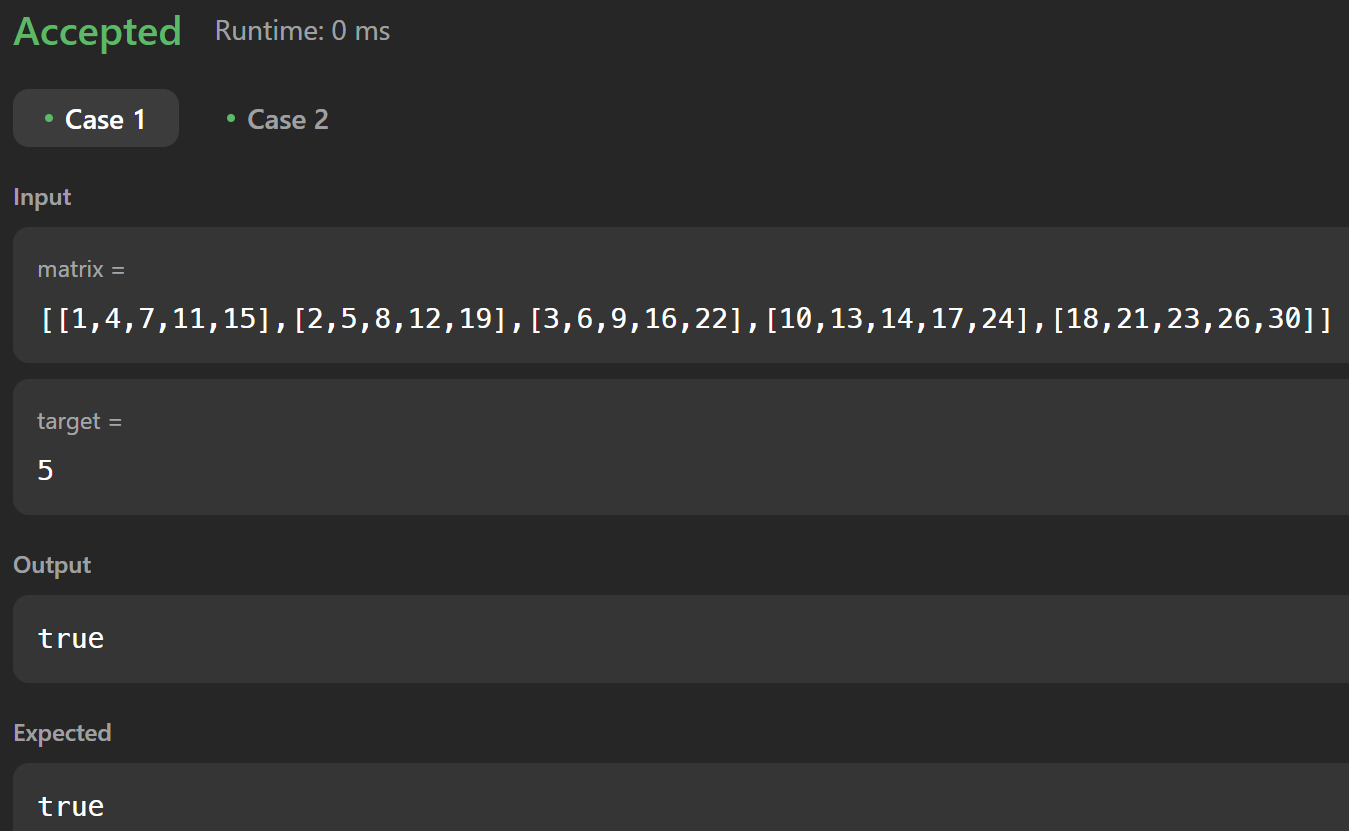 Accepted Runtime: 0 ms
Case 1 Case 2
Input
matrix =
[[1,4,7,11,15],[2,5,8,12,19],[3,6,9,16,22],[10,13,14,17,24],[18,21,23,26,30]]
target =
5
Output
true
Expected
true